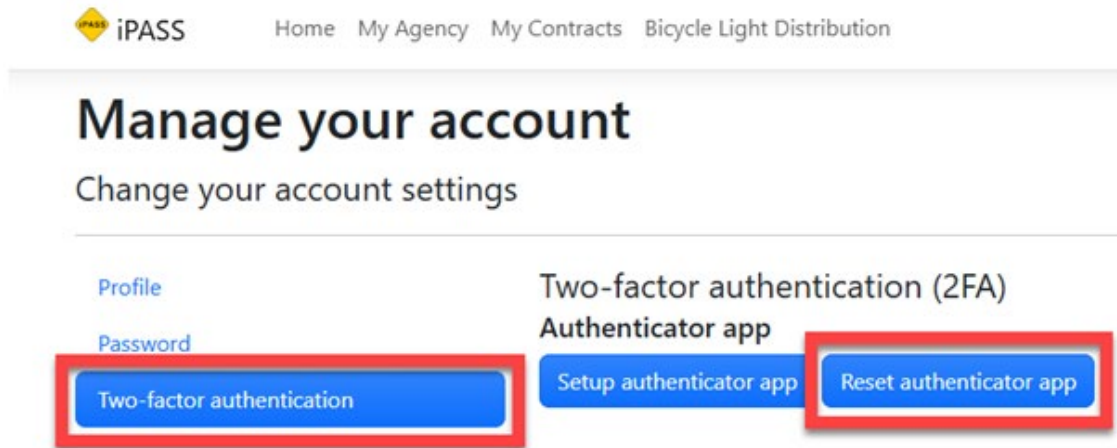 iPASS iPASS Home My Agency My Contracts Bicycle Light Distribution
Manage your account
Change your account settings
Profile
Password
Two-factor authentication
Two-factor authentication (2FA)
Authenticator app
Setup authenticator app Reset authenticator app